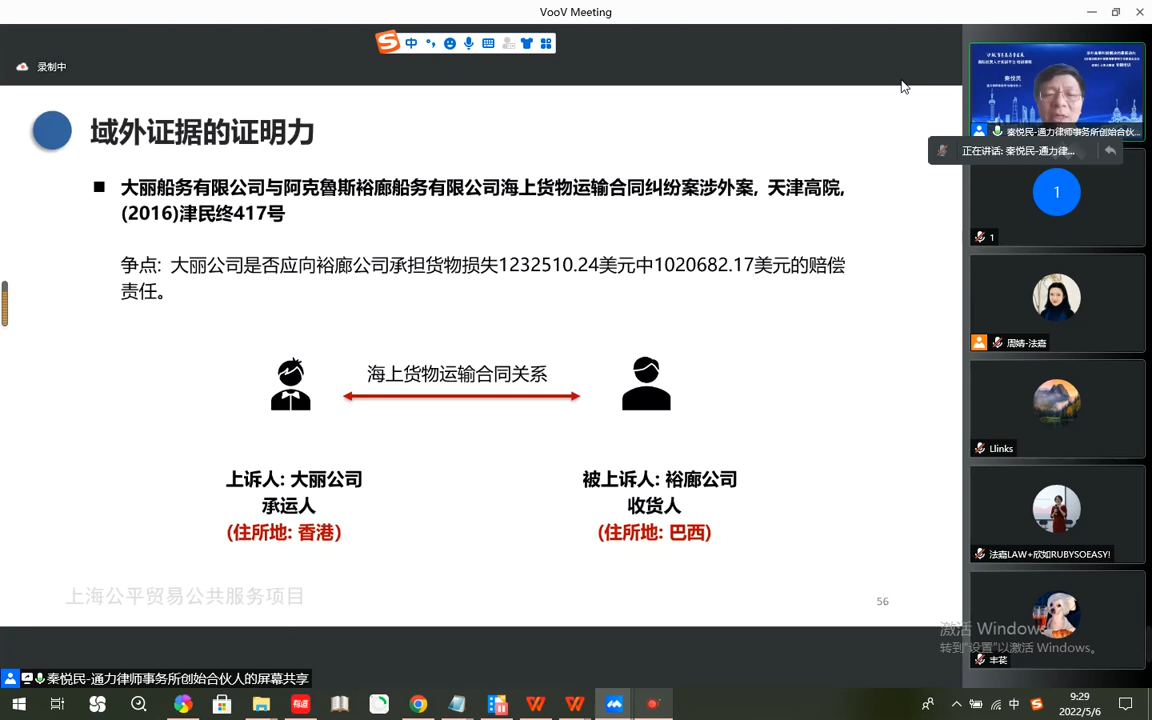 VooV Meeting
中
录制中
域外证据的证明力
大丽船务有限公司与阿克鲁斯裕廊船务有限公司海上货物运输合同纠纷案涉外案, 天津高院,
(2016)津民终417号
争点: 大丽公司是否应向裕廊公司承担货物损失1232510.24美元中1020682.17美元的赔偿
责任。
海上货物运输合同关系
上诉人: 大丽公司
承运人
(住所地: 香港)
被上诉人: 裕廊公司
收货人
(住所地: 巴西)
上海公平贸易公共服务项目
56
秦悦民
秦悦民-通力律师事务所创始合伙...
正在讲话: 秦悦民-通力律...
1
1
周婧-法嘉
Llinks
法嘉LAW+欣如RUBYSOEASY!
丰荬
激活 Windows
转到"设置"以激活 Windows。
秦悦民-通力律师事务所创始合伙人的屏幕共享
有道
中
9:29
2022/5/6